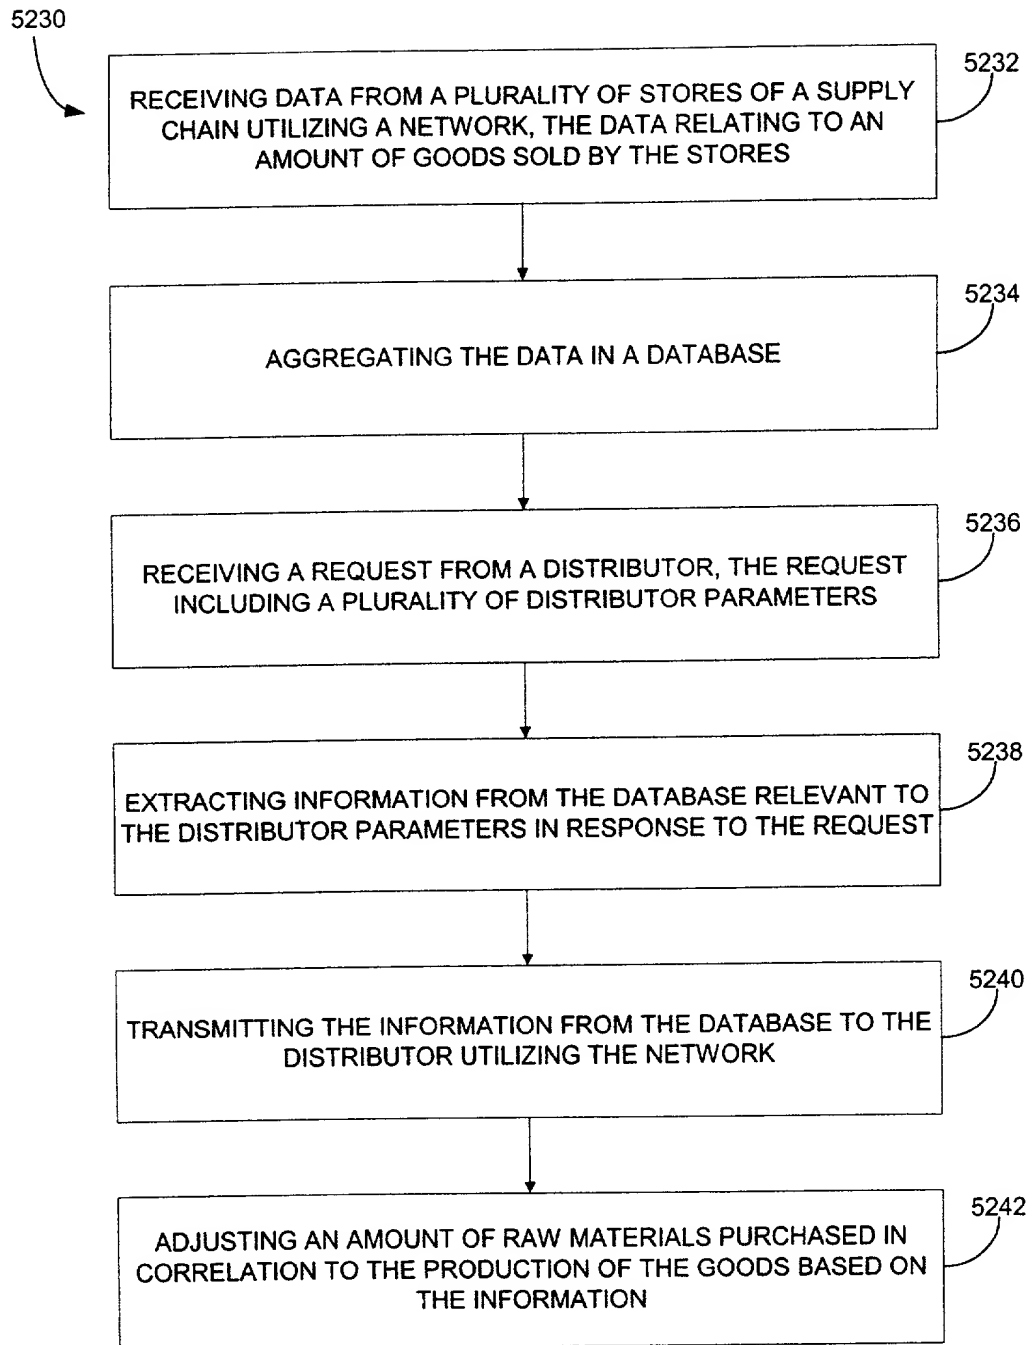 5230
5232
RECEIVING DATA FROM A PLURALITY OF STORES OF A SUPPLY
CHAIN UTILIZING A NETWORK, THE DATA RELATING TO AN
AMOUNT OF GOODS SOLD BY THE STORES
5234
AGGREGATING THE DATA IN A DATABASE
5236
RECEIVING A REQUEST FROM A DISTRIBUTOR, THE REQUEST
INCLUDING A PLURALITY OF DISTRIBUTOR PARAMETERS
5238
EXTRACTING INFORMATION FROM THE DATABASE RELEVANT TO
THE DISTRIBUTOR PARAMETERS IN RESPONSE TO THE REQUEST
5240
TRANSMITTING THE INFORMATION FROM THE DATABASE TO THE
DISTRIBUTOR UTILIZING THE NETWORK
5242
ADJUSTING AN AMOUNT OF RAW MATERIALS PURCHASED IN
CORRELATION TO THE PRODUCTION OF THE GOODS BASED ON
THE INFORMATION